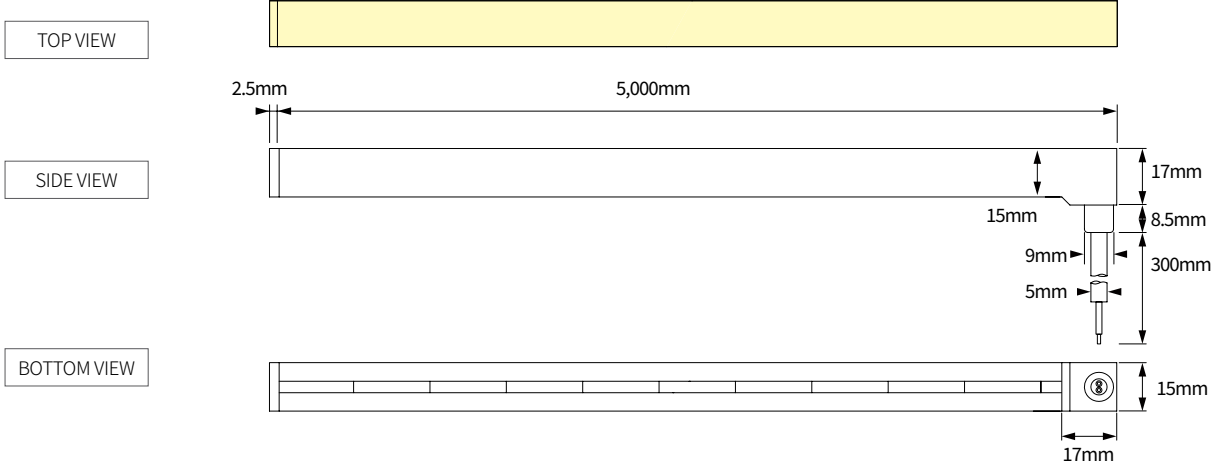 TOP VIEW
2.5mm
5,000mm
SIDE VIEW
17mm
15mm
8.5mm
9mm
300mm
5mm
BOTTOM VIEW
15mm
17mm